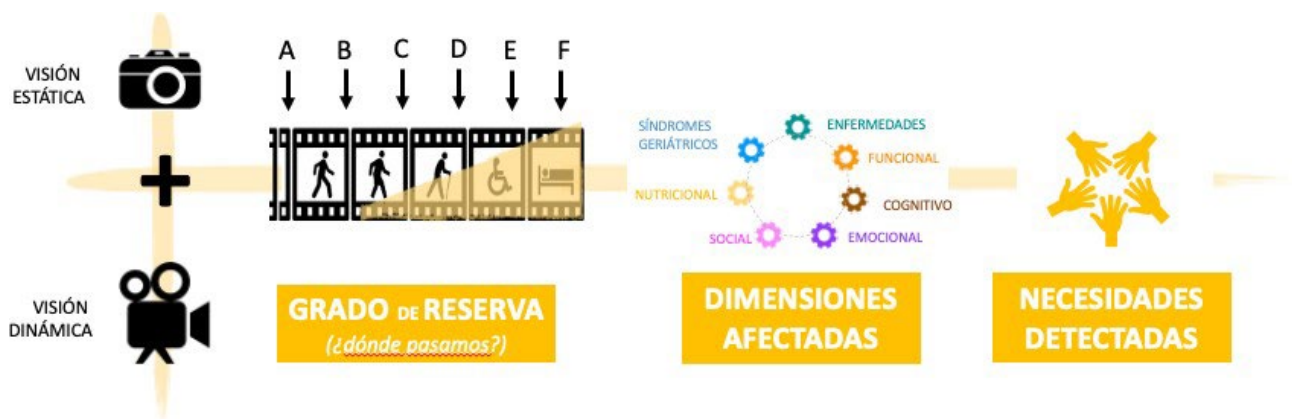 VISIÓN
ESTÁTICA
A B C D E F
VISIÓN
DINÁMICA
GRADO DE RESERVA
(¿dónde pasamos?)
SÍNDROMES
GERIÁTRICOS
ENFERMEDADES
FUNCIONAL
NUTRICIONAL
COGNITIVO
SOCIAL
EMOCIONAL
DIMENSIONES
AFECTADAS
NECESIDADES
DETECTADAS